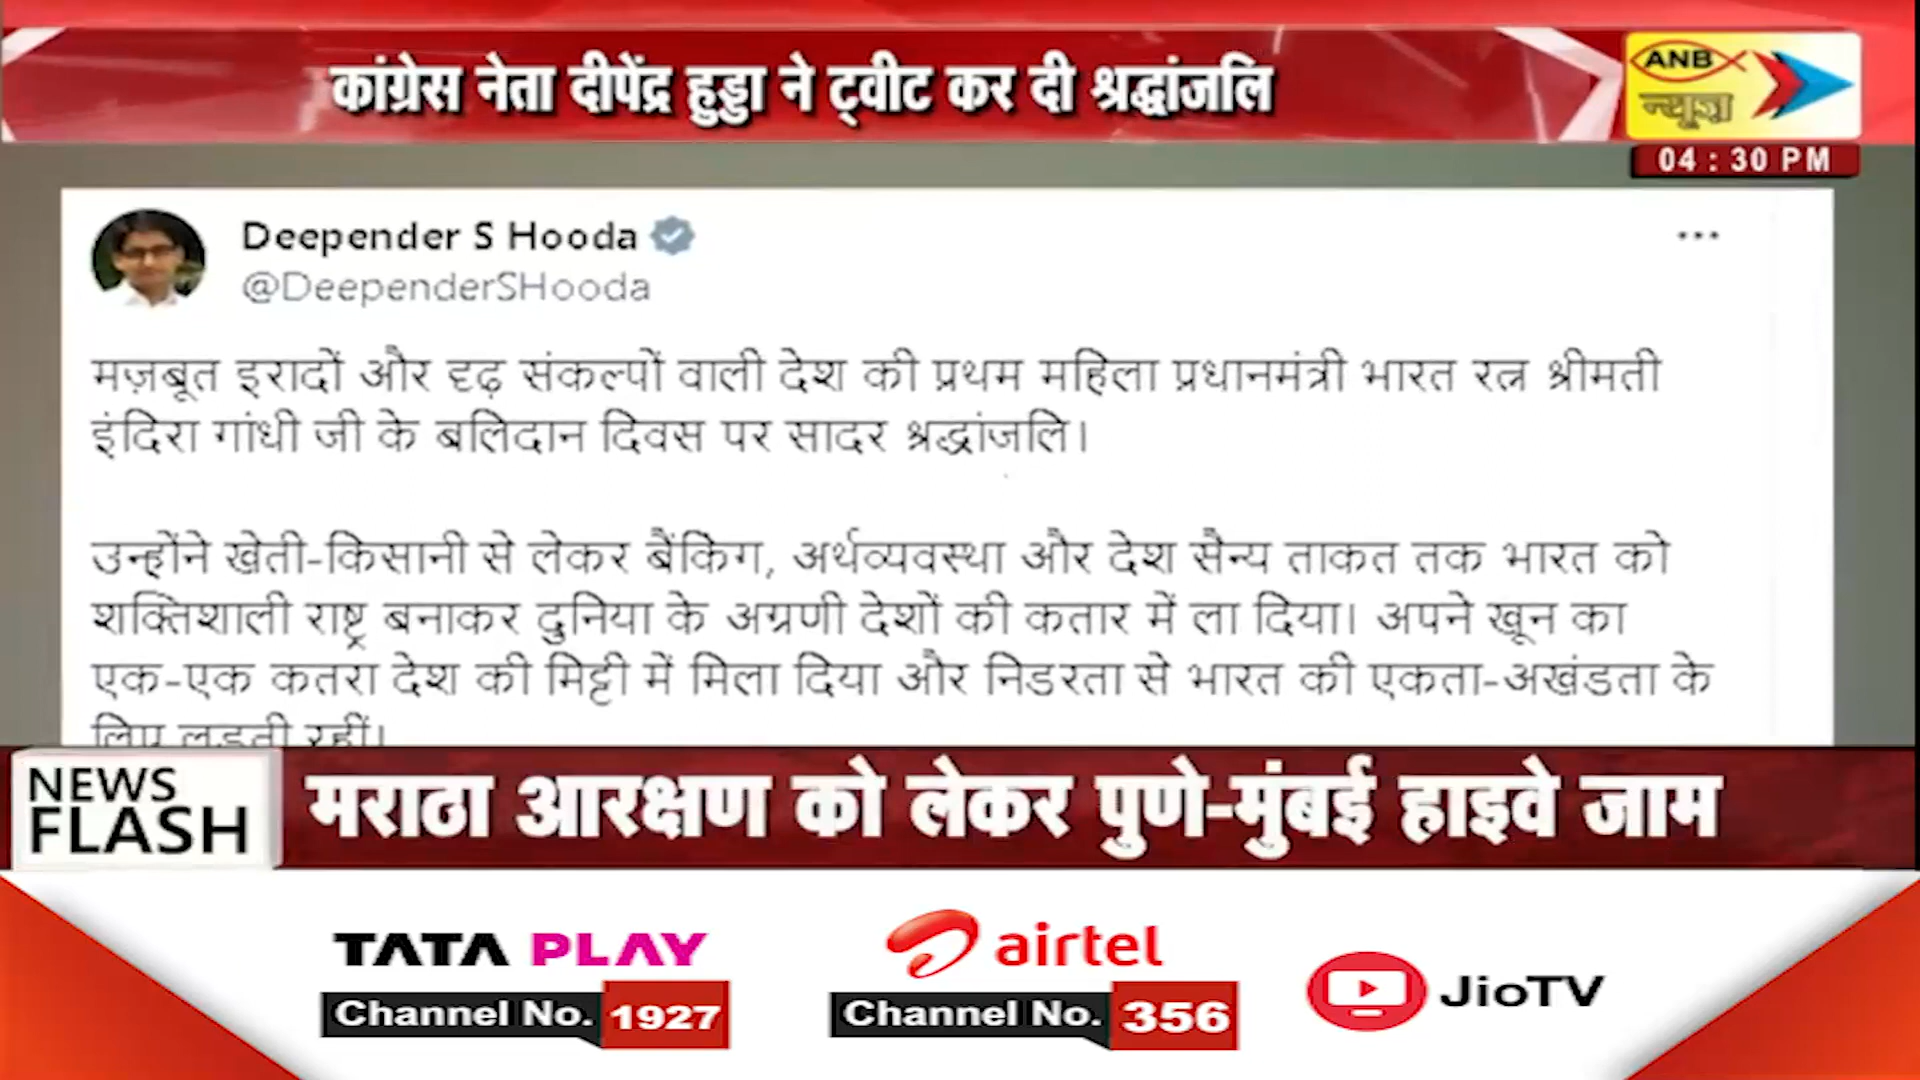 कांग्रेस नेता दीपेंद्र हुड्डा ने ट्वीट कर दी श्रद्धांजलि
ANB
न्यूज़
04 : 30 PM
Deepender S Hooda
@DeependerSHooda
मज़बूत इरादों और दृढ़ संकल्पों वाली देश की प्रथम महिला प्रधानमंत्री भारत रत्न श्रीमती
इंदिरा गांधी जी के बलिदान दिवस पर सादर श्रद्धांजलि।
उन्होंने खेती-किसानी से लेकर बैंकिग, अर्थव्यवस्था और देश सैन्य ताकत तक भारत को
शक्तिशाली राष्ट्र बनाकर दुनिया के अग्रणी देशों की कतार में ला दिया। अपने खून का
एक-एक कतरा देश की मिट्टी में मिला दिया और निडरता से भारत की एकता-अखंडता के
लिए लड़ती रहीं।
NEWS
FLASH
मराठा आरक्षण को लेकर पुणे-मुंबई हाइवे जाम
TATA PLAY
Channel No. 1927
airtel
Channel No. 356
JioTV